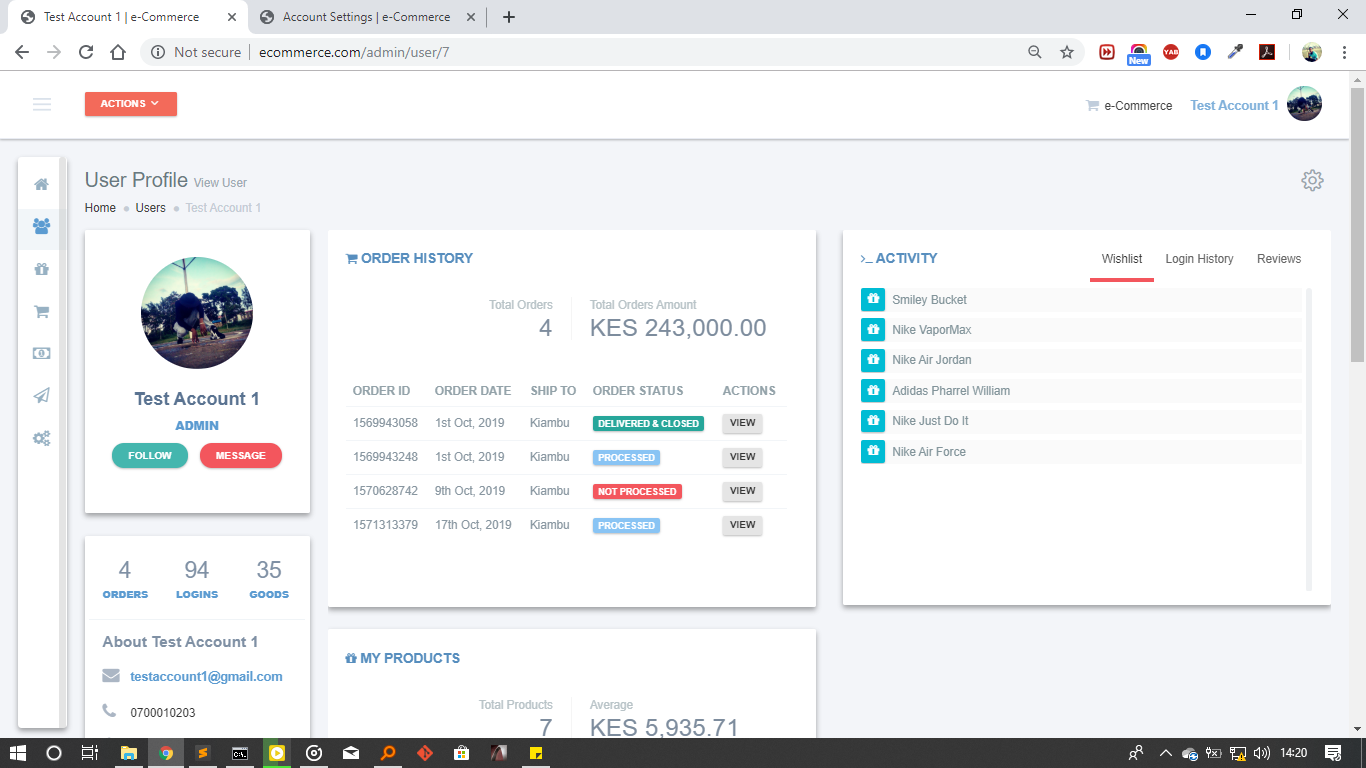 Test Account 1 | e-Commerce
Account Settings | e-Commerce
Not secure
ecommerce.com/admin/user/7
New
YAB
ACTIONS
e-Commerce
Test Account 1
User Profile View User
Home
Users
Test Account 1
Test Account 1
ADMIN
FOLLOW
MESSAGE
4
94
35
ORDERS
LOGINS
GOODS
About Test Account 1
testaccount1@gmail.com
0700010203
ORDER HISTORY
Total Orders
4
Total Orders Amount
KES 243,000.00
ORDER ID ORDER DATE SHIP TO ORDER STATUS ACTIONS
1569943058 1st Oct, 2019 Kiambu DELIVERED & CLOSED VIEW
1569943248 1st Oct, 2019 Kiambu PROCESSED VIEW
1570628742 9th Oct, 2019 Kiambu NOT PROCESSED VIEW
1571313379 17th Oct, 2019 Kiambu PROCESSED VIEW
MY PRODUCTS
Total Products
7
Average
KES 5,935.71
ACTIVITY
Wishlist
Login History
Reviews
Smiley Bucket
Nike VaporMax
Nike Air Jordan
Adidas Pharrel William
Nike Just Do It
Nike Air Force
14:20